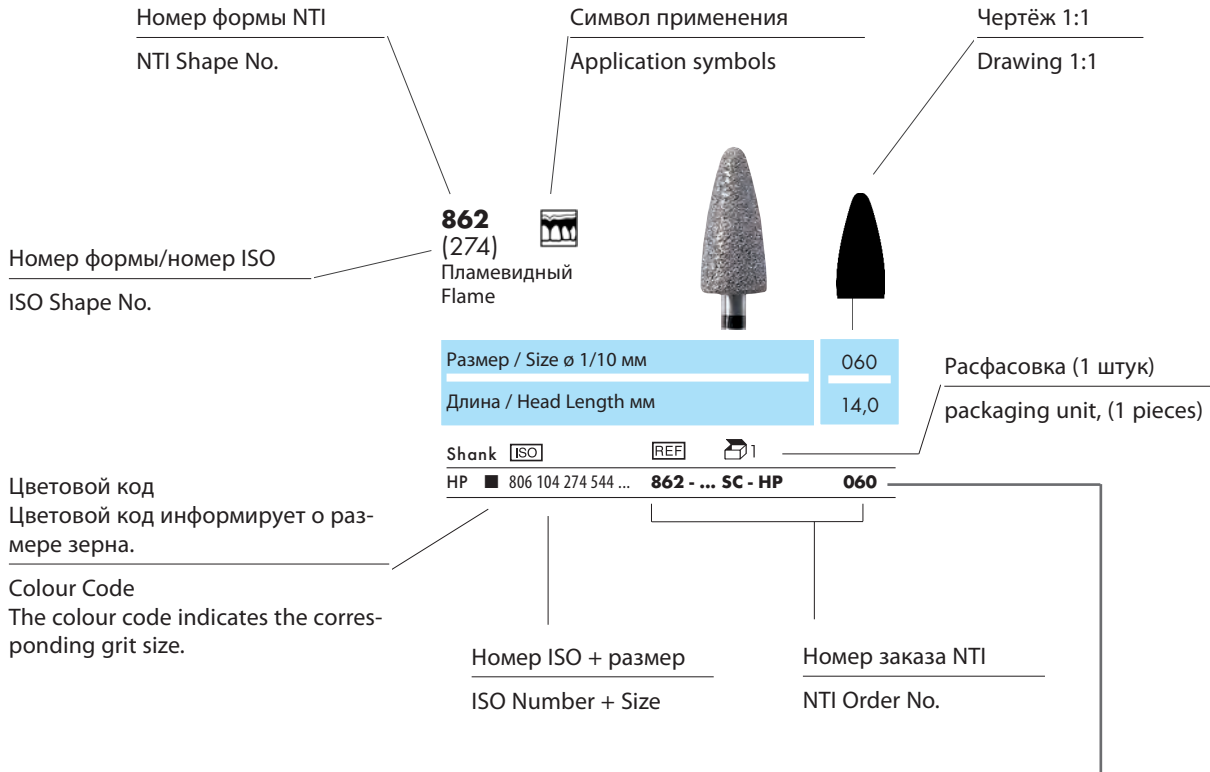 Номер формы NTI
NTI Shape No.
Символ применения
Application symbols
Чертёж 1:1
Drawing 1:1
862
(274)
Пламевидный
Flame
Номер формы/номер ISO
ISO Shape No.
Размер / Size ø 1/10 мм 060
Длина / Head Length мм 14,0
Расфасовка (1 штук)
packaging unit, (1 pieces)
Shank ISO REF 1
HP ■ 806 104 274 544 ... 862 - ... SC - HP 060
Цветовой код
Цветовой код информирует о раз-
мере зерна.
Colour Code
The colour code indicates the corres-
ponding grit size.
Номер ISO + размер
ISO Number + Size
Номер заказа NTI
NTI Order No.